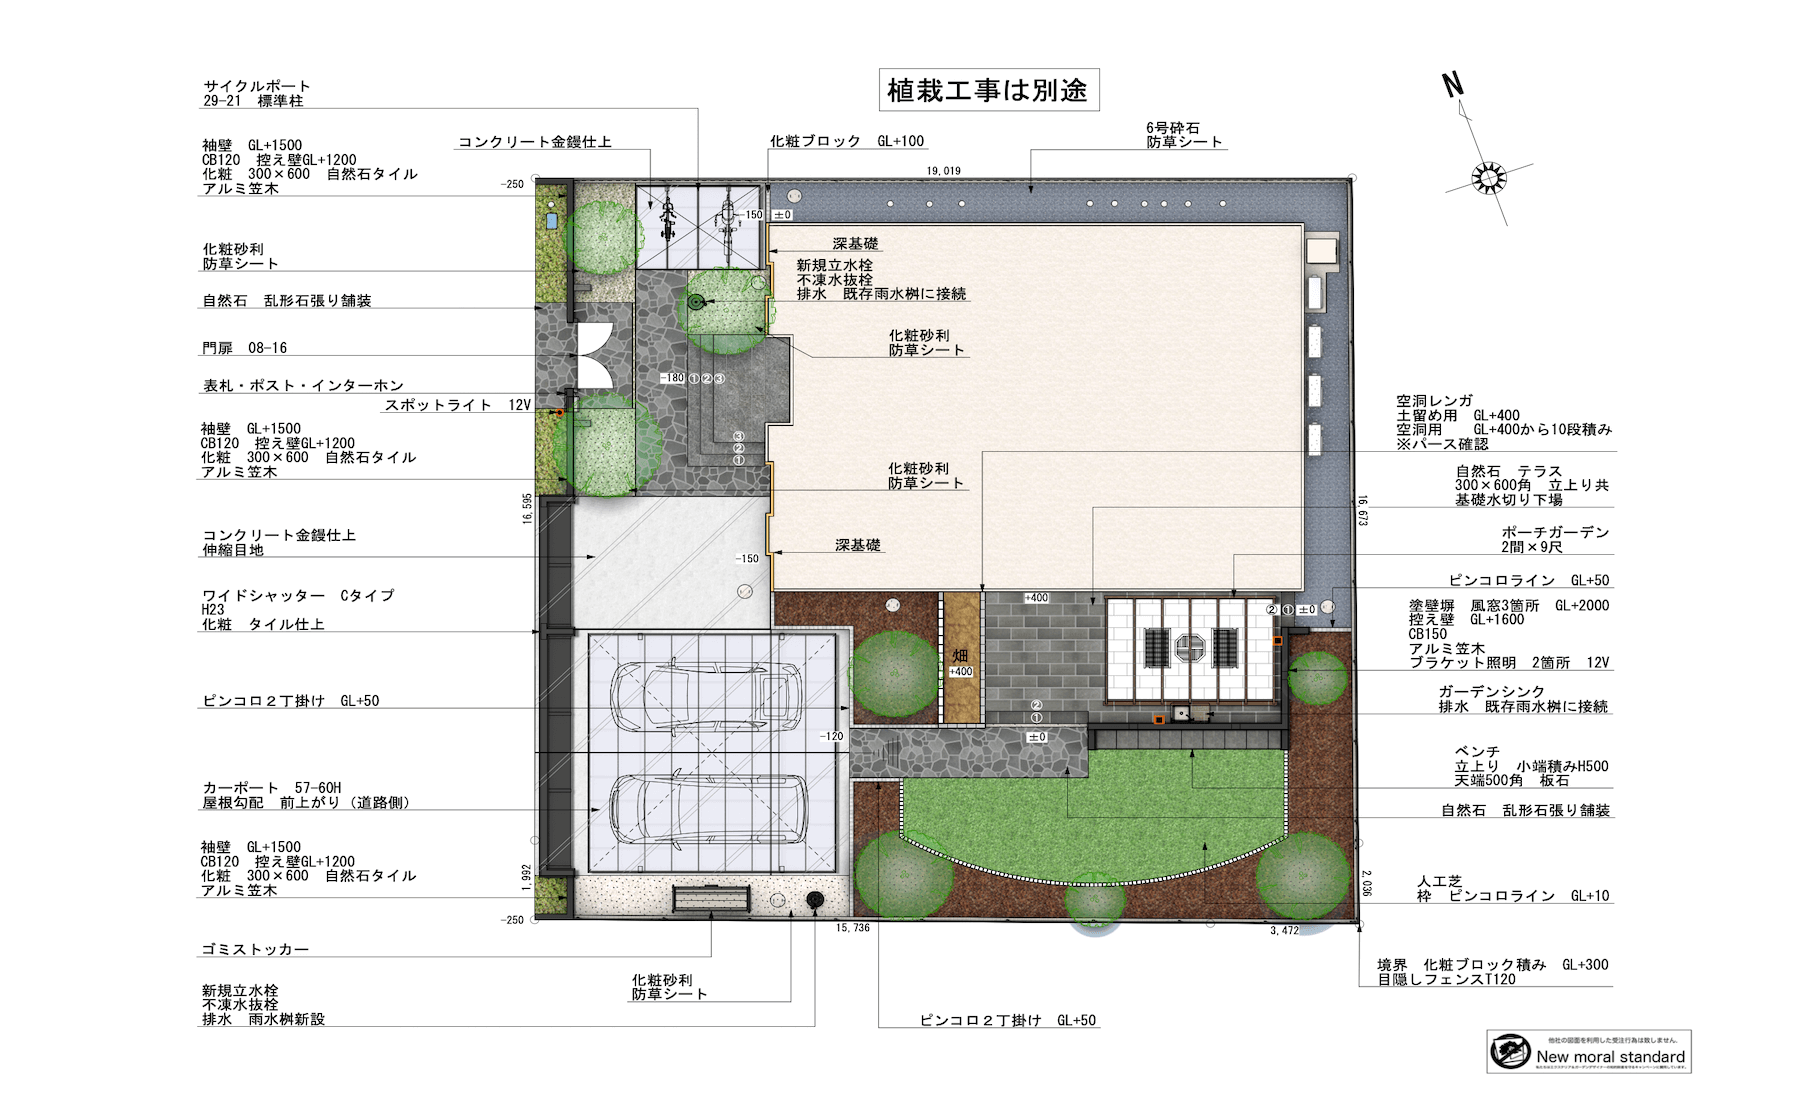 植栽工事は別途
N
サイクルポート
29-21　標準柱
コンクリート金鏝仕上
化粧ブロック　GL+100
6号砕石
防草シート
19,019
袖壁　GL+1500
CB120　控え壁GL+1200
化粧　300×600　自然石タイル
アルミ笠木
-250
-150
±0
深基礎
新規立水栓
不凍水抜栓
排水　既存雨水桝に接続
化粧砂利
防草シート
化粧砂利
防草シート
自然石　乱形石張り舗装
門扉　08-16
表札・ポスト・インターホン
スポットライト　12V
-180
①②③
③
②
①
袖壁　GL+1500
CB120　控え壁GL+1200
化粧　300×600　自然石タイル
アルミ笠木
化粧砂利
防草シート
16,595
コンクリート金鏝仕上
伸縮目地
深基礎
-150
ワイドシャッター　Cタイプ
H23
化粧　タイル仕上
ピンコロ２丁掛け　GL+50
カーポート　57-60H
屋根勾配　前上がり（道路側）
袖壁　GL+1500
CB120　控え壁GL+1200
化粧　300×600　自然石タイル
アルミ笠木
1,992
-250
ゴミストッカー
新規立水栓
不凍水抜栓
排水　雨水桝新設
化粧砂利
防草シート
15,736
ピンコロ２丁掛け　GL+50
-120
畑
+400
+400
②
①
±0
②
①
±0
空洞レンガ
土留め用　GL+400
空洞用　　GL+400から10段積み
※パース確認
自然石　テラス
300×600角　立上り共
基礎水切り下場
16,673
ポーチガーデン
2間×9尺
ピンコロライン　GL+50
塗壁塀　風窓3箇所　GL+2000
控え壁　GL+1600
CB150
アルミ笠木
ブラケット照明　2箇所　12V
ガーデンシンク
排水　既存雨水桝に接続
ベンチ
立上り　小端積みH500
天端500角　板石
自然石　乱形石張り舗装
人工芝
枠　ピンコロライン　GL+10
2,036
3,472
境界　化粧ブロック積み　GL+300
目隠しフェンスT120
他社の図面を利用した受注行為は致しません。
New moral standard